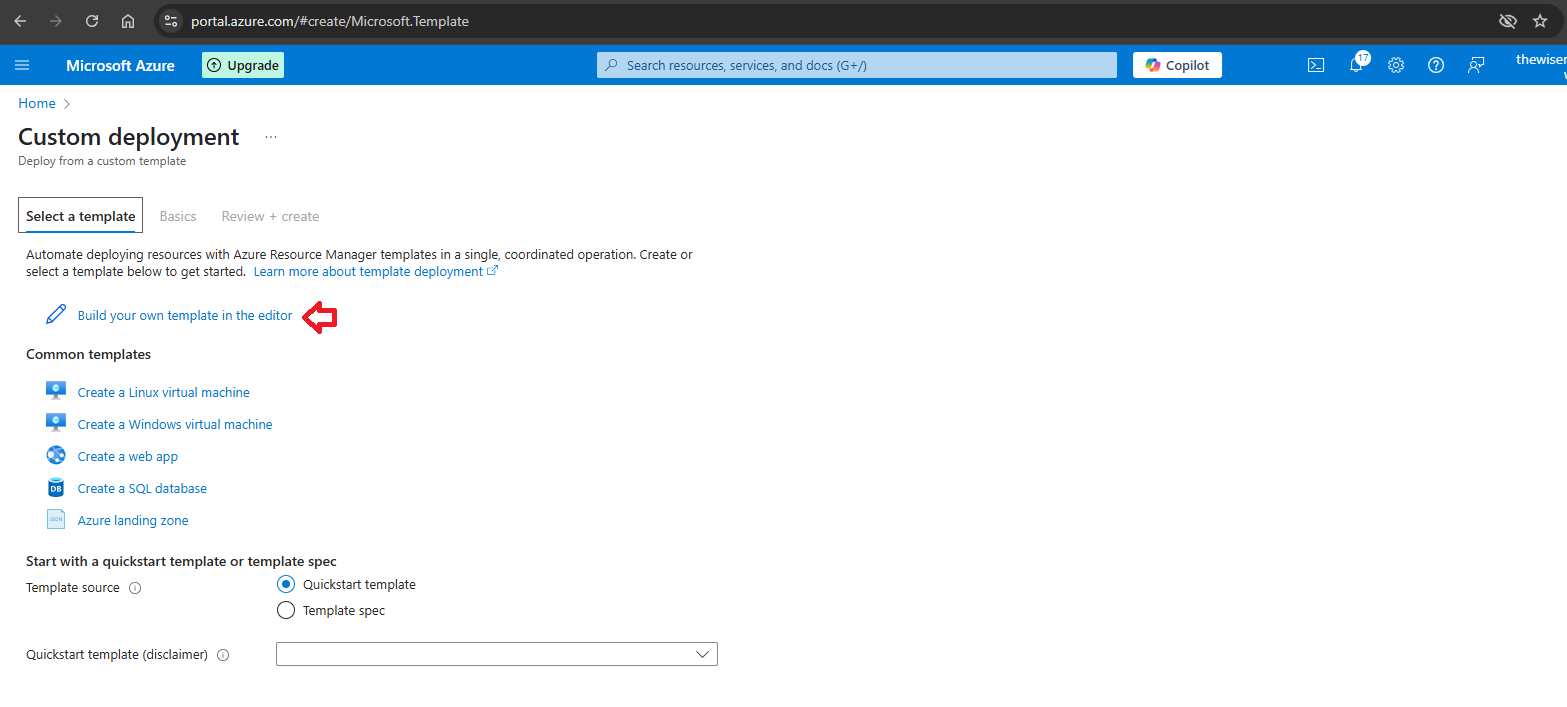 portal.azure.com/#create/Microsoft.Template
Microsoft Azure
Upgrade
Search resources, services, and docs (G+/)
Copilot
17
Home
Custom deployment
Deploy from a custom template
Select a template
Basics
Review + create
Automate deploying resources with Azure Resource Manager templates in a single, coordinated operation. Create or
select a template below to get started. Learn more about template deployment
Build your own template in the editor
Common templates
Create a Linux virtual machine
Create a Windows virtual machine
Create a web app
DB
Create a SQL database
JSON
Azure landing zone
Start with a quickstart template or template spec
Template source
Quickstart template
Template spec
Quickstart template (disclaimer)